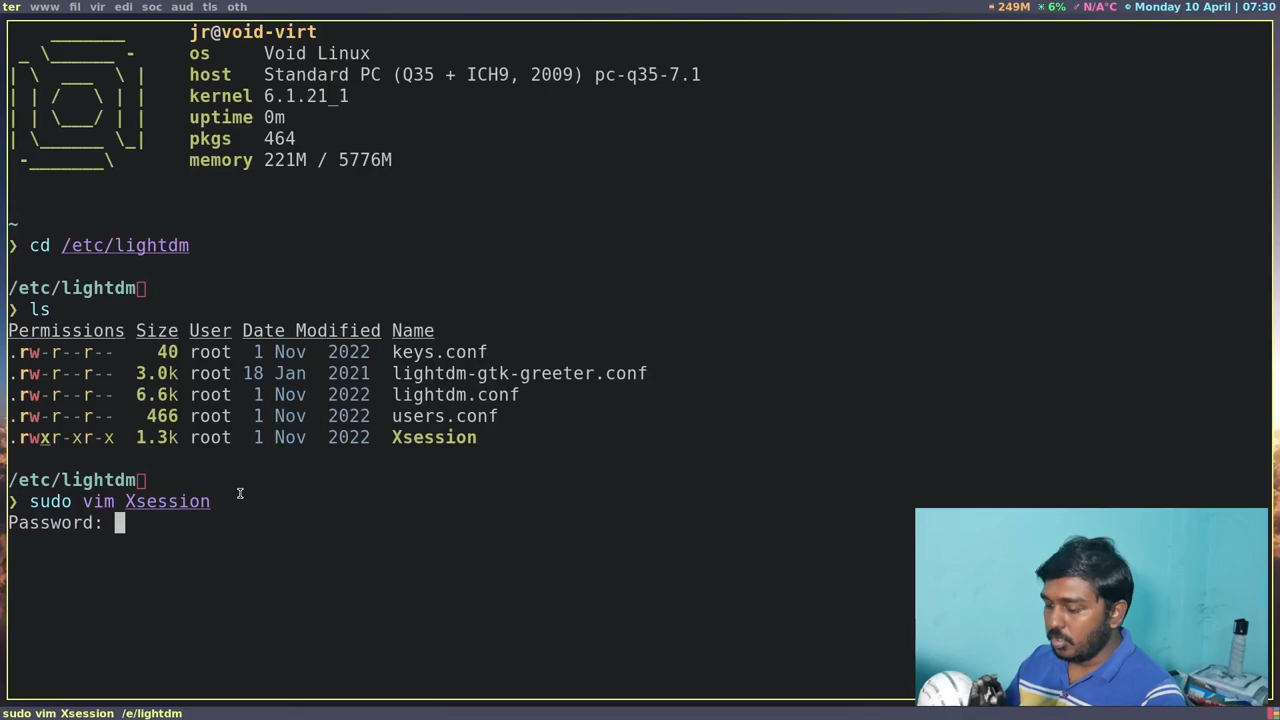 ter www fil vir edi soc aud tls oth 249M 6% N/A°C Monday 10 April | 07:30
jr@void-virt
os Void Linux
host Standard PC (Q35 + ICH9, 2009) pc-q35-7.1
kernel 6.1.21_1
uptime 0m
pkgs 464
memory 221M / 5776M
~
❯ cd /etc/lightdm
/etc/lightdm
❯ ls
Permissions Size User Date Modified Name
.rw-r--r-- 40 root 1 Nov 2022 keys.conf
.rw-r--r-- 3.0k root 18 Jan 2021 lightdm-gtk-greeter.conf
.rw-r--r-- 6.6k root 1 Nov 2022 lightdm.conf
.rw-r--r-- 466 root 1 Nov 2022 users.conf
.rwxr-xr-x 1.3k root 1 Nov 2022 Xsession
/etc/lightdm
❯ sudo vim Xsession
Password:
sudo vim Xsession /e/lightdm